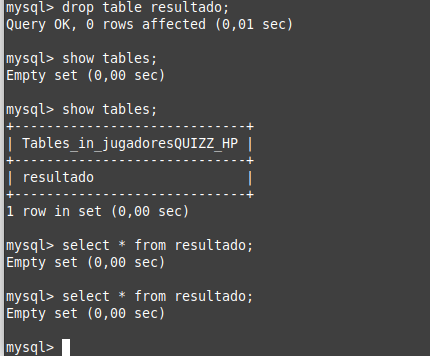 mysql> drop table resultado;
Query OK, 0 rows affected (0,01 sec)
mysql> show tables;
Empty set (0,00 sec)
mysql> show tables;
+-----------------------------+
| Tables_in_jugadoresQUIZZ_HP |
+-----------------------------+
| resultado                   |
+-----------------------------+
1 row in set (0,00 sec)
mysql> select * from resultado;
Empty set (0,00 sec)
mysql> select * from resultado;
Empty set (0,00 sec)
mysql>